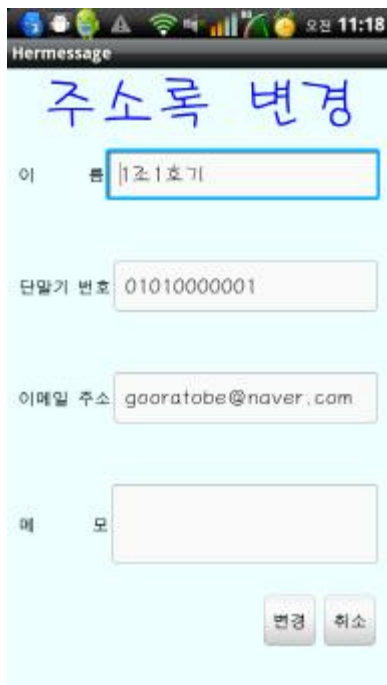 오전 11:18
Hermessage
주소록 변경
이 름 1조1호기
단말기 번호 01010000001
이메일 주소 gooratobe@naver.com
메 모
변경 취소